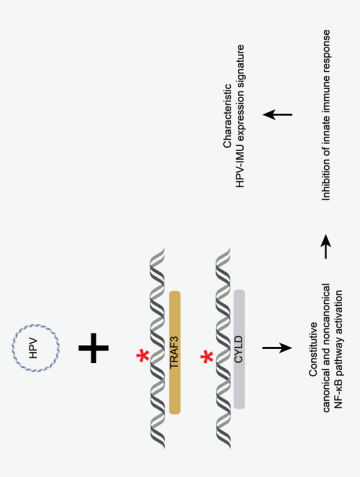 HPV
+
*
TRAF3
*
CYLD
Constitutive
canonical and noncanonical
NF-κB pathway activation
Inhibition of innate immune response
Characteristic
HPV-IMU expression signature